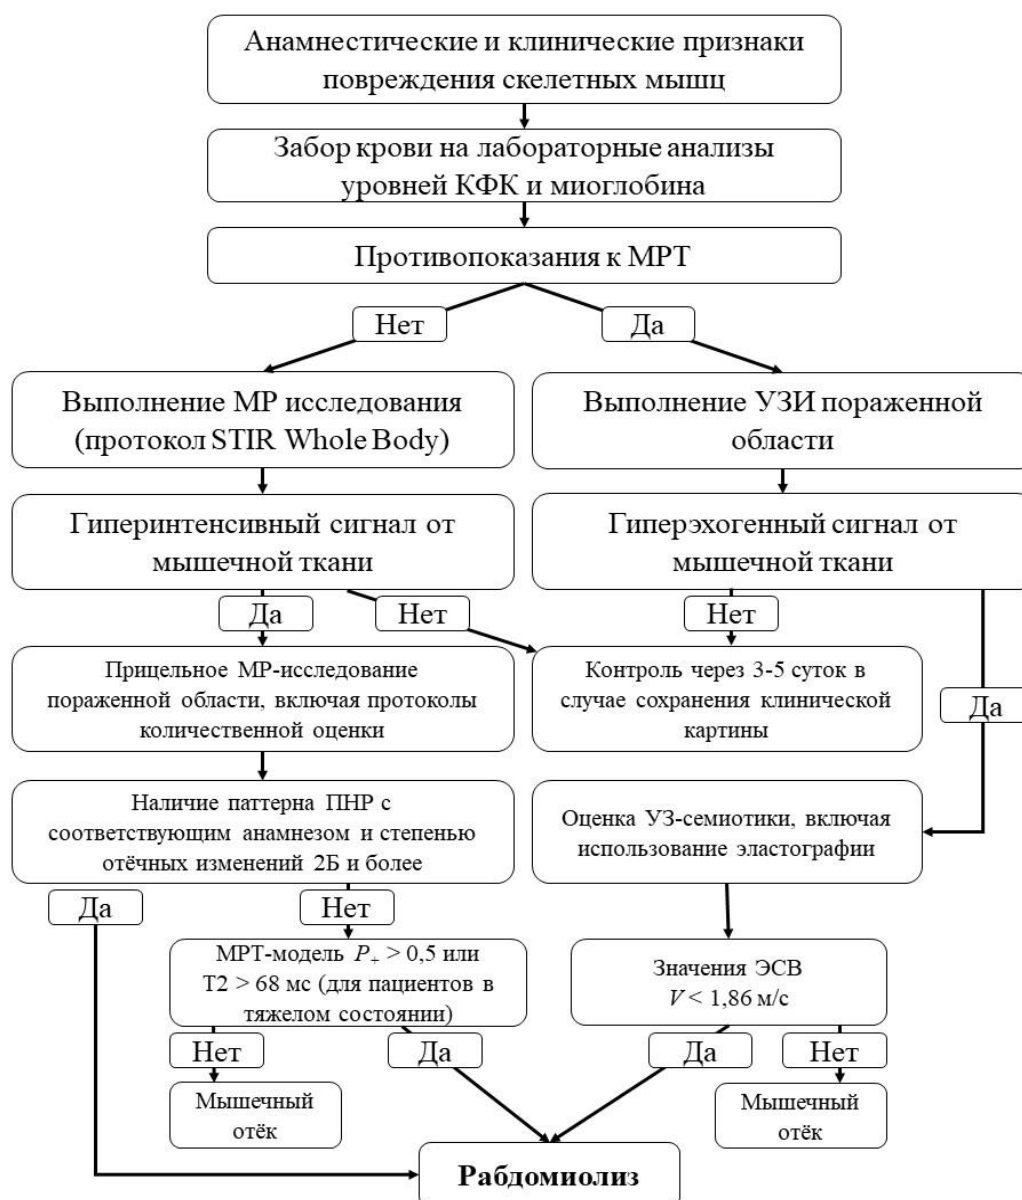 Анамнестические и клинические признаки
повреждения скелетных мышц
Забор крови на лабораторные анализы
уровней КФК и миоглобина
Противопоказания к МРТ
Нет
Да
Выполнение МР исследования
(протокол STIR Whole Body)
Выполнение УЗИ пораженной
области
Гиперинтенсивный сигнал от
мышечной ткани
Гиперэхогенный сигнал от
мышечной ткани
Да
Нет
Нет
Да
Прицельное МР-исследование
пораженной области, включая протоколы
количественной оценки
Контроль через 3-5 суток в
случае сохранения клинической
картины
Наличие паттерна ПНР с
соответствующим анамнезом и степенью
отёчных изменений 2Б и более
Оценка УЗ-семиотики, включая
использование эластографии
Да
Нет
МРТ-модель P₊ > 0,5 или
T2 > 68 мс (для пациентов в
тяжелом состоянии)
Значения ЭСВ
V < 1,86 м/с
Нет
Да
Да
Нет
Мышечный
отёк
Мышечный
отёк
Рабдомиолиз